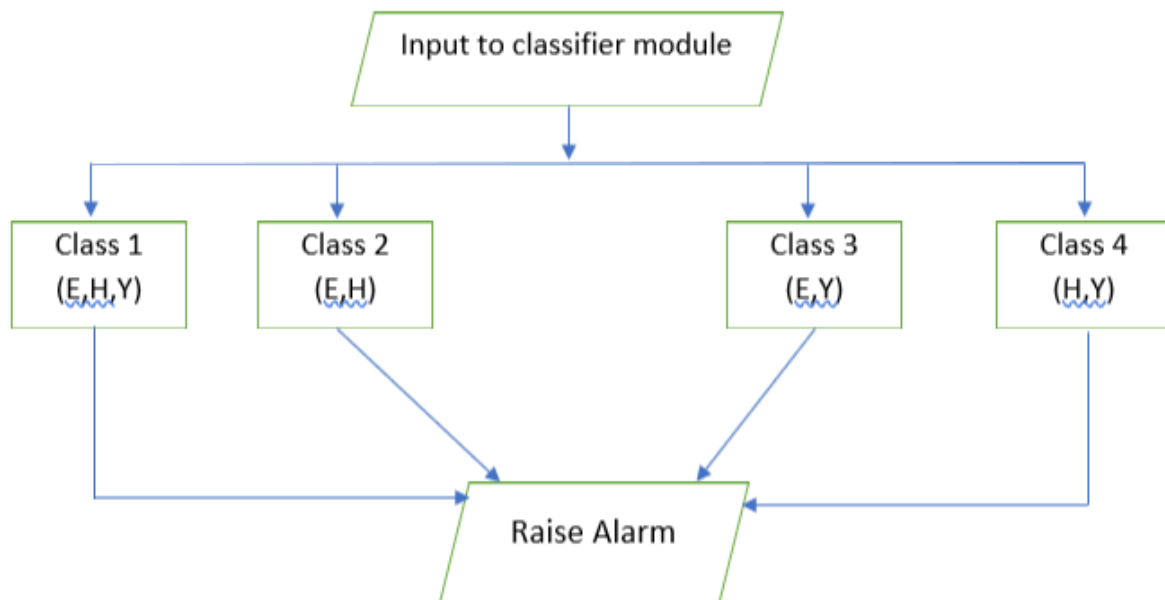 Input to classifier module
Class 1
(E,H,Y)
Class 2
(E,H)
Class 3
(E,Y)
Class 4
(H,Y)
Raise Alarm